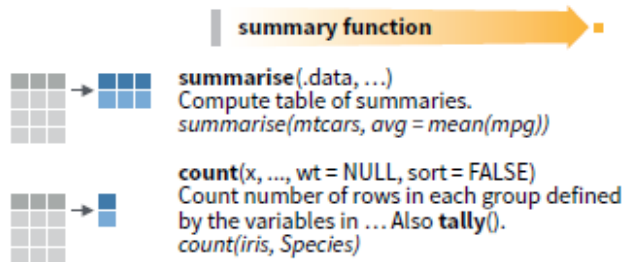 summary function
summarise(.data, …)
Compute table of summaries.
summarise(mtcars, avg = mean(mpg))
count(x, ..., wt = NULL, sort = FALSE)
Count number of rows in each group defined
by the variables in … Also tally().
count(iris, Species)